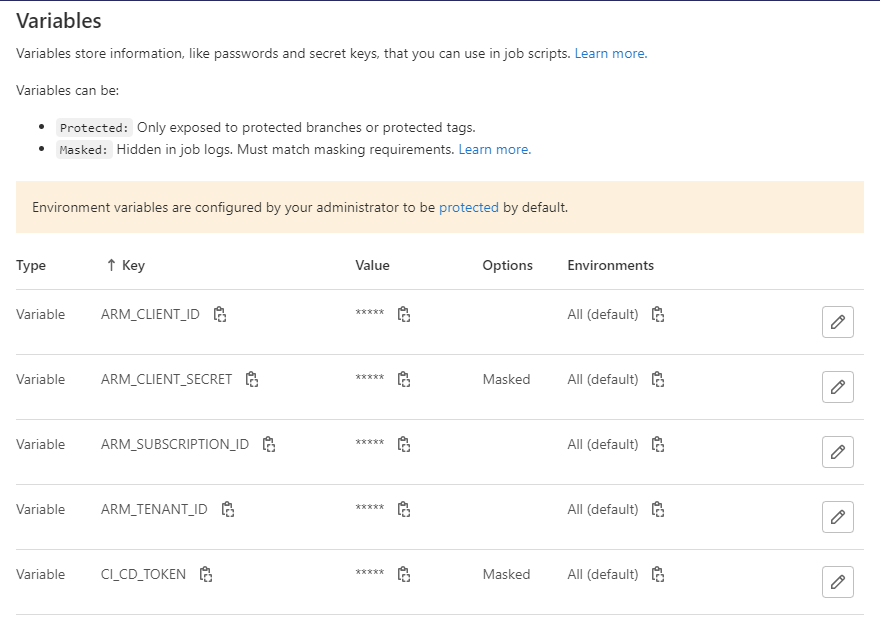 Variables
Variables store information, like passwords and secret keys, that you can use in job scripts. Learn more.
Variables can be:
• Protected: Only exposed to protected branches or protected tags.
• Masked: Hidden in job logs. Must match masking requirements. Learn more.
Environment variables are configured by your administrator to be protected by default.
Type ↑ Key Value Options Environments
Variable ARM_CLIENT_ID ***** All (default)
Variable ARM_CLIENT_SECRET ***** Masked All (default)
Variable ARM_SUBSCRIPTION_ID ***** All (default)
Variable ARM_TENANT_ID ***** All (default)
Variable CI_CD_TOKEN ***** Masked All (default)